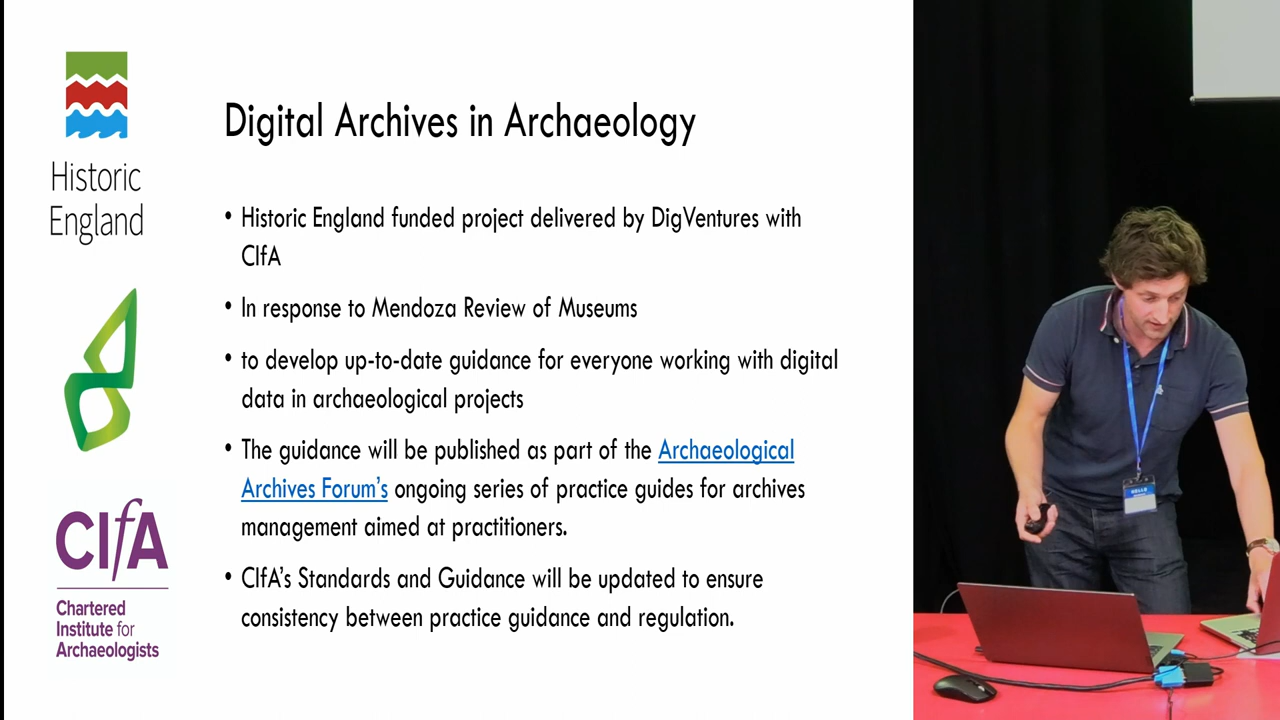 Digital Archives in Archaeology
Historic
England
• Historic England funded project delivered by DigVentures with
CIfA
• In response to Mendoza Review of Museums
• to develop up-to-date guidance for everyone working with digital
data in archaeological projects
• The guidance will be published as part of the Archaeological
Archives Forum's ongoing series of practice guides for archives
management aimed at practitioners.
• CIfA's Standards and Guidance will be updated to ensure
consistency between practice guidance and regulation.
CIfA
Chartered
Institute for
Archaeologists
HELLO